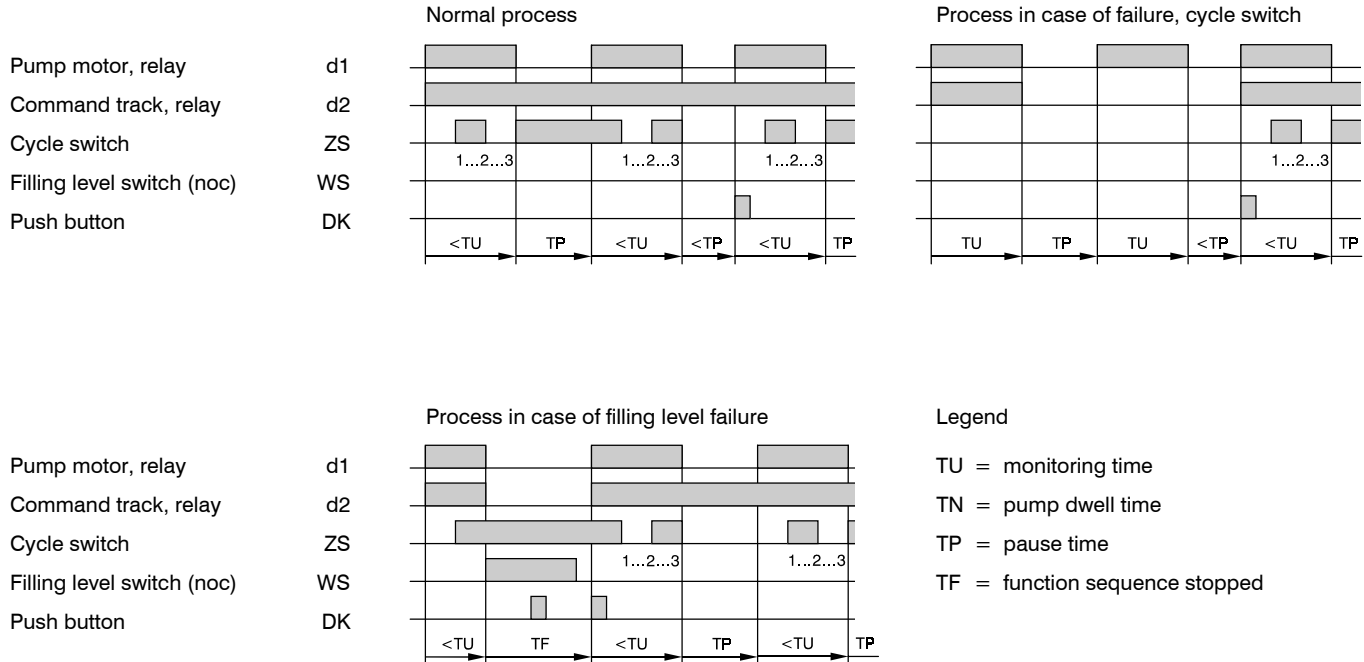 Normal process
Process in case of failure, cycle switch
Pump motor, relay d1
Command track, relay d2
Cycle switch ZS
1...2...3 1...2...3 1...2...3 1...2...3
Filling level switch (noc) WS
Push button DK
<TU TP <TU <TP <TU TP TU TP TU <TP <TU TP
Process in case of filling level failure
Legend
Pump motor, relay d1
TU = monitoring time
Command track, relay d2
TN = pump dwell time
Cycle switch ZS
TP = pause time
1...2...3 1...2...3
Filling level switch (noc) WS
TF = function sequence stopped
Push button DK
<TU TF <TU TP <TU TP